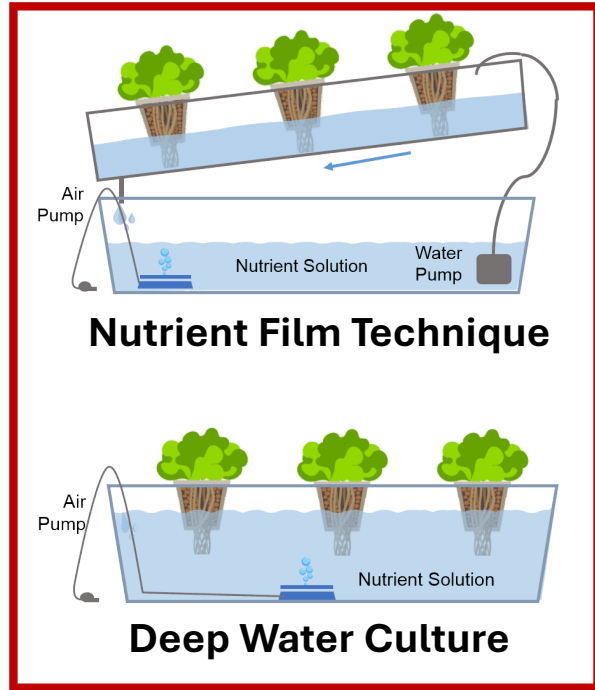 Air
Pump
Nutrient Solution
Water
Pump
Nutrient Film Technique
Air
Pump
Nutrient Solution
Deep Water Culture